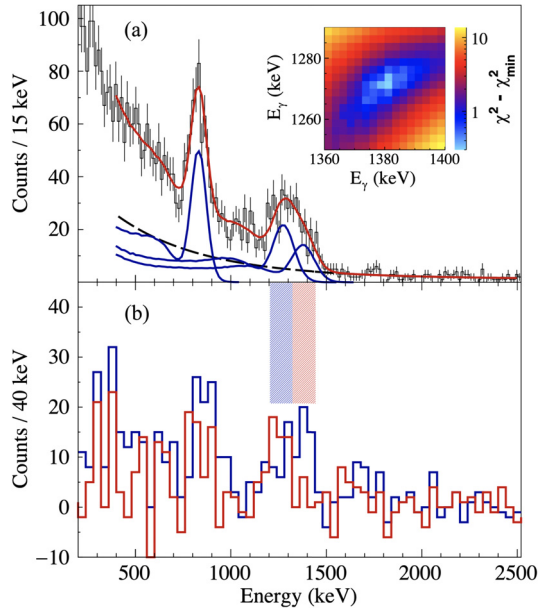 (a)
100
80
60
40
20
Counts / 15 keV
1280
1260
Eγ (keV)
1360 1380 1400
Eγ (keV)
10
1
χ² - χ²min
(b)
40
30
20
10
0
−10
Counts / 40 keV
500 1000 1500 2000 2500
Energy (keV)